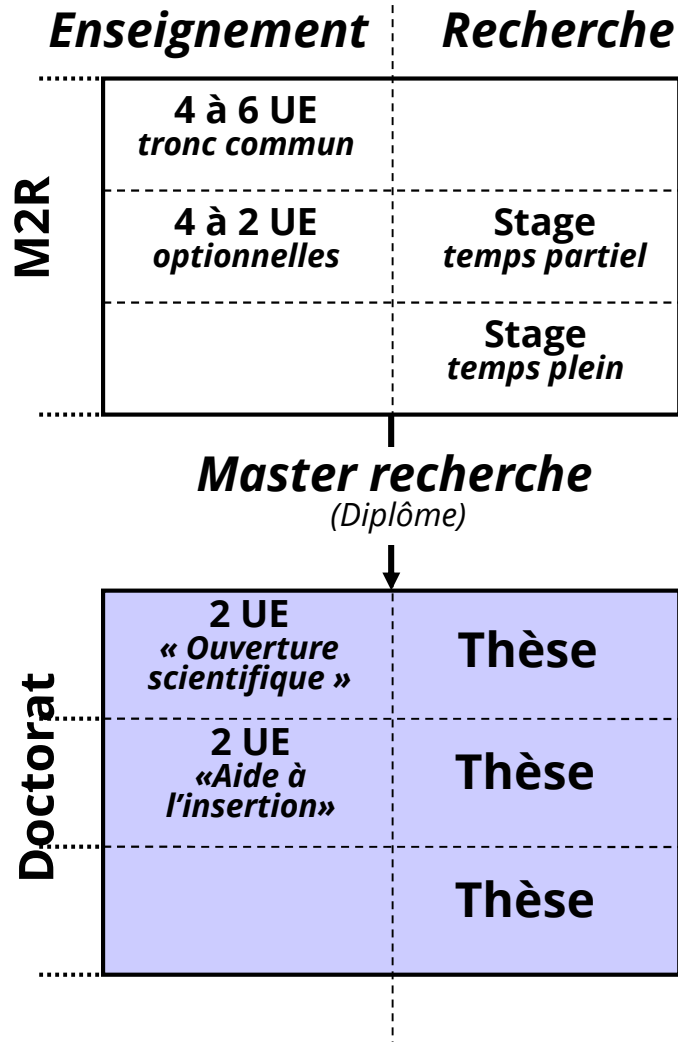 Enseignement
Recherche
M2R
4 à 6 UE
tronc commun
4 à 2 UE
optionnelles
Stage
temps partiel
Stage
temps plein
Master recherche
(Diplôme)
Doctorat
2 UE
« Ouverture
scientifique »
Thèse
2 UE
«Aide à
l’insertion»
Thèse
Thèse